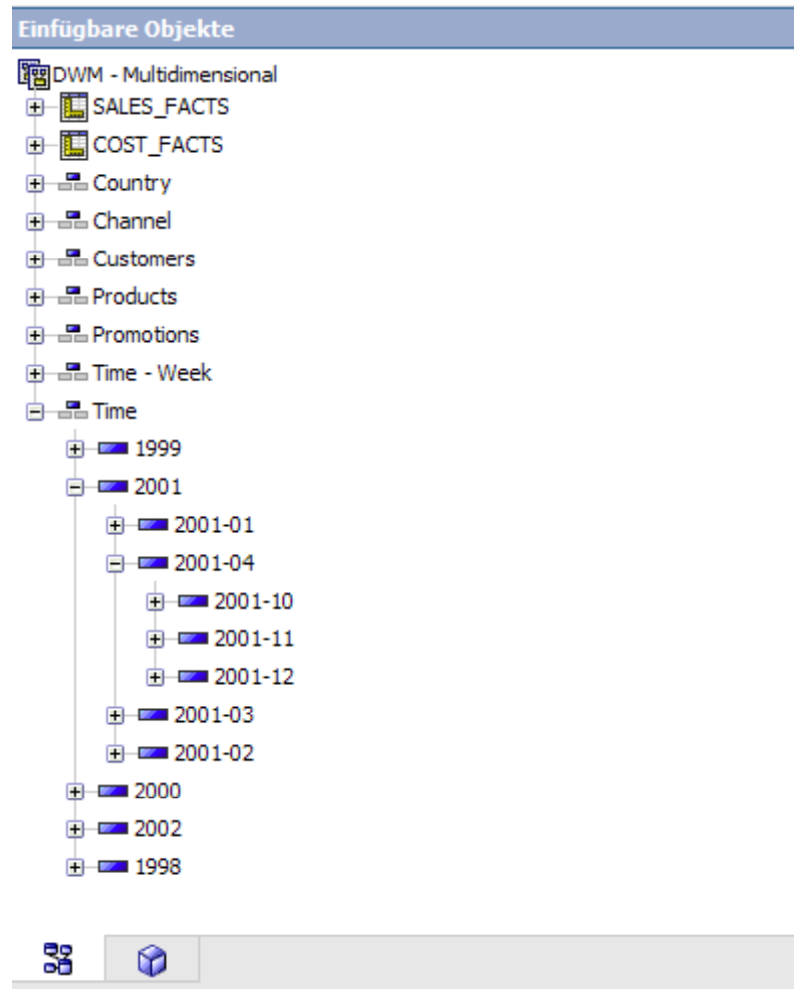 Einfügbare Objekte
DWM - Multidimensional
SALES_FACTS
COST_FACTS
Country
Channel
Customers
Products
Promotions
Time - Week
Time
1999
2001
2001-01
2001-04
2001-10
2001-11
2001-12
2001-03
2001-02
2000
2002
1998